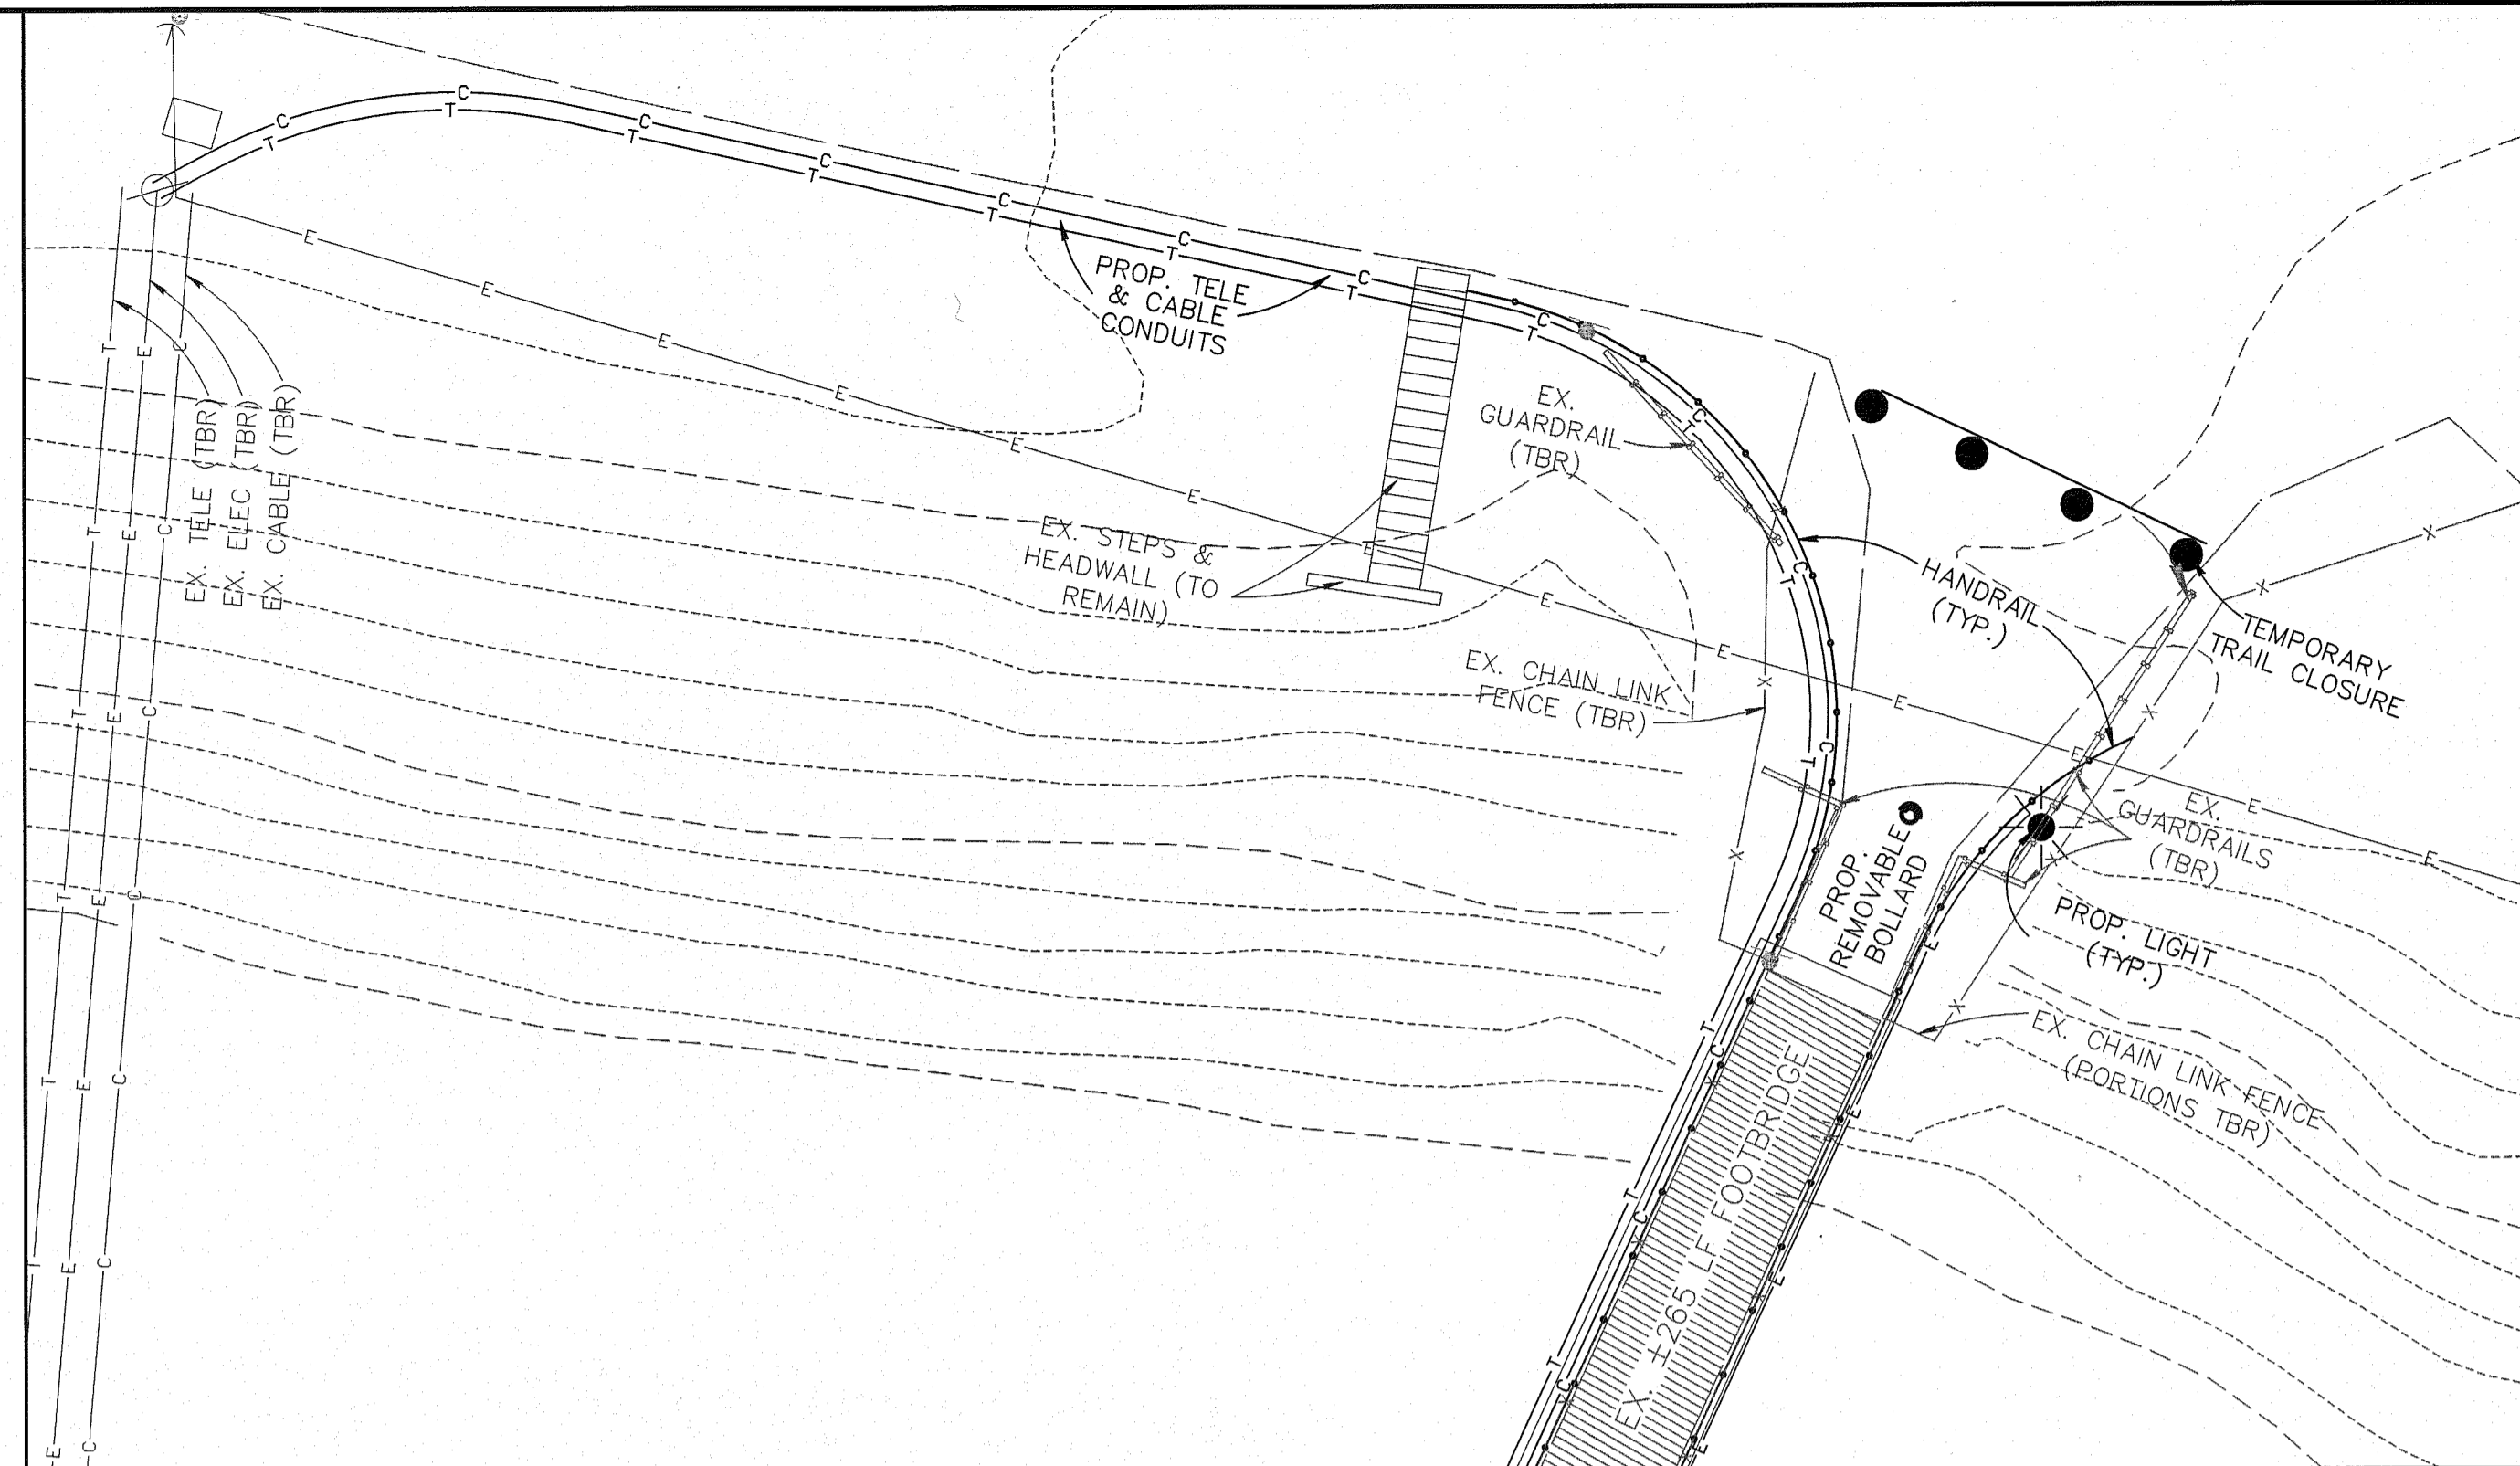 PROP. TELE
& CABLE
CONDUITS
EX. TELE (TBR)
EX. ELEC (TBR)
EX. CABLE (TBR)
EX.
GUARDRAIL
(TBR)
EX. STEPS &
HEADWALL (TO
REMAIN)
EX. CHAIN LINK
FENCE (TBR)
HANDRAIL
(TYP.)
TEMPORARY
TRAIL CLOSURE
EX.
GUARDRAILS
(TBR)
PROP.
REMOVABLE
BOLLARD
PROP. LIGHT
(TYP.)
EX. CHAIN LINK FENCE
(PORTIONS TBR)
EX. ±265 LF FOOTBRIDGE